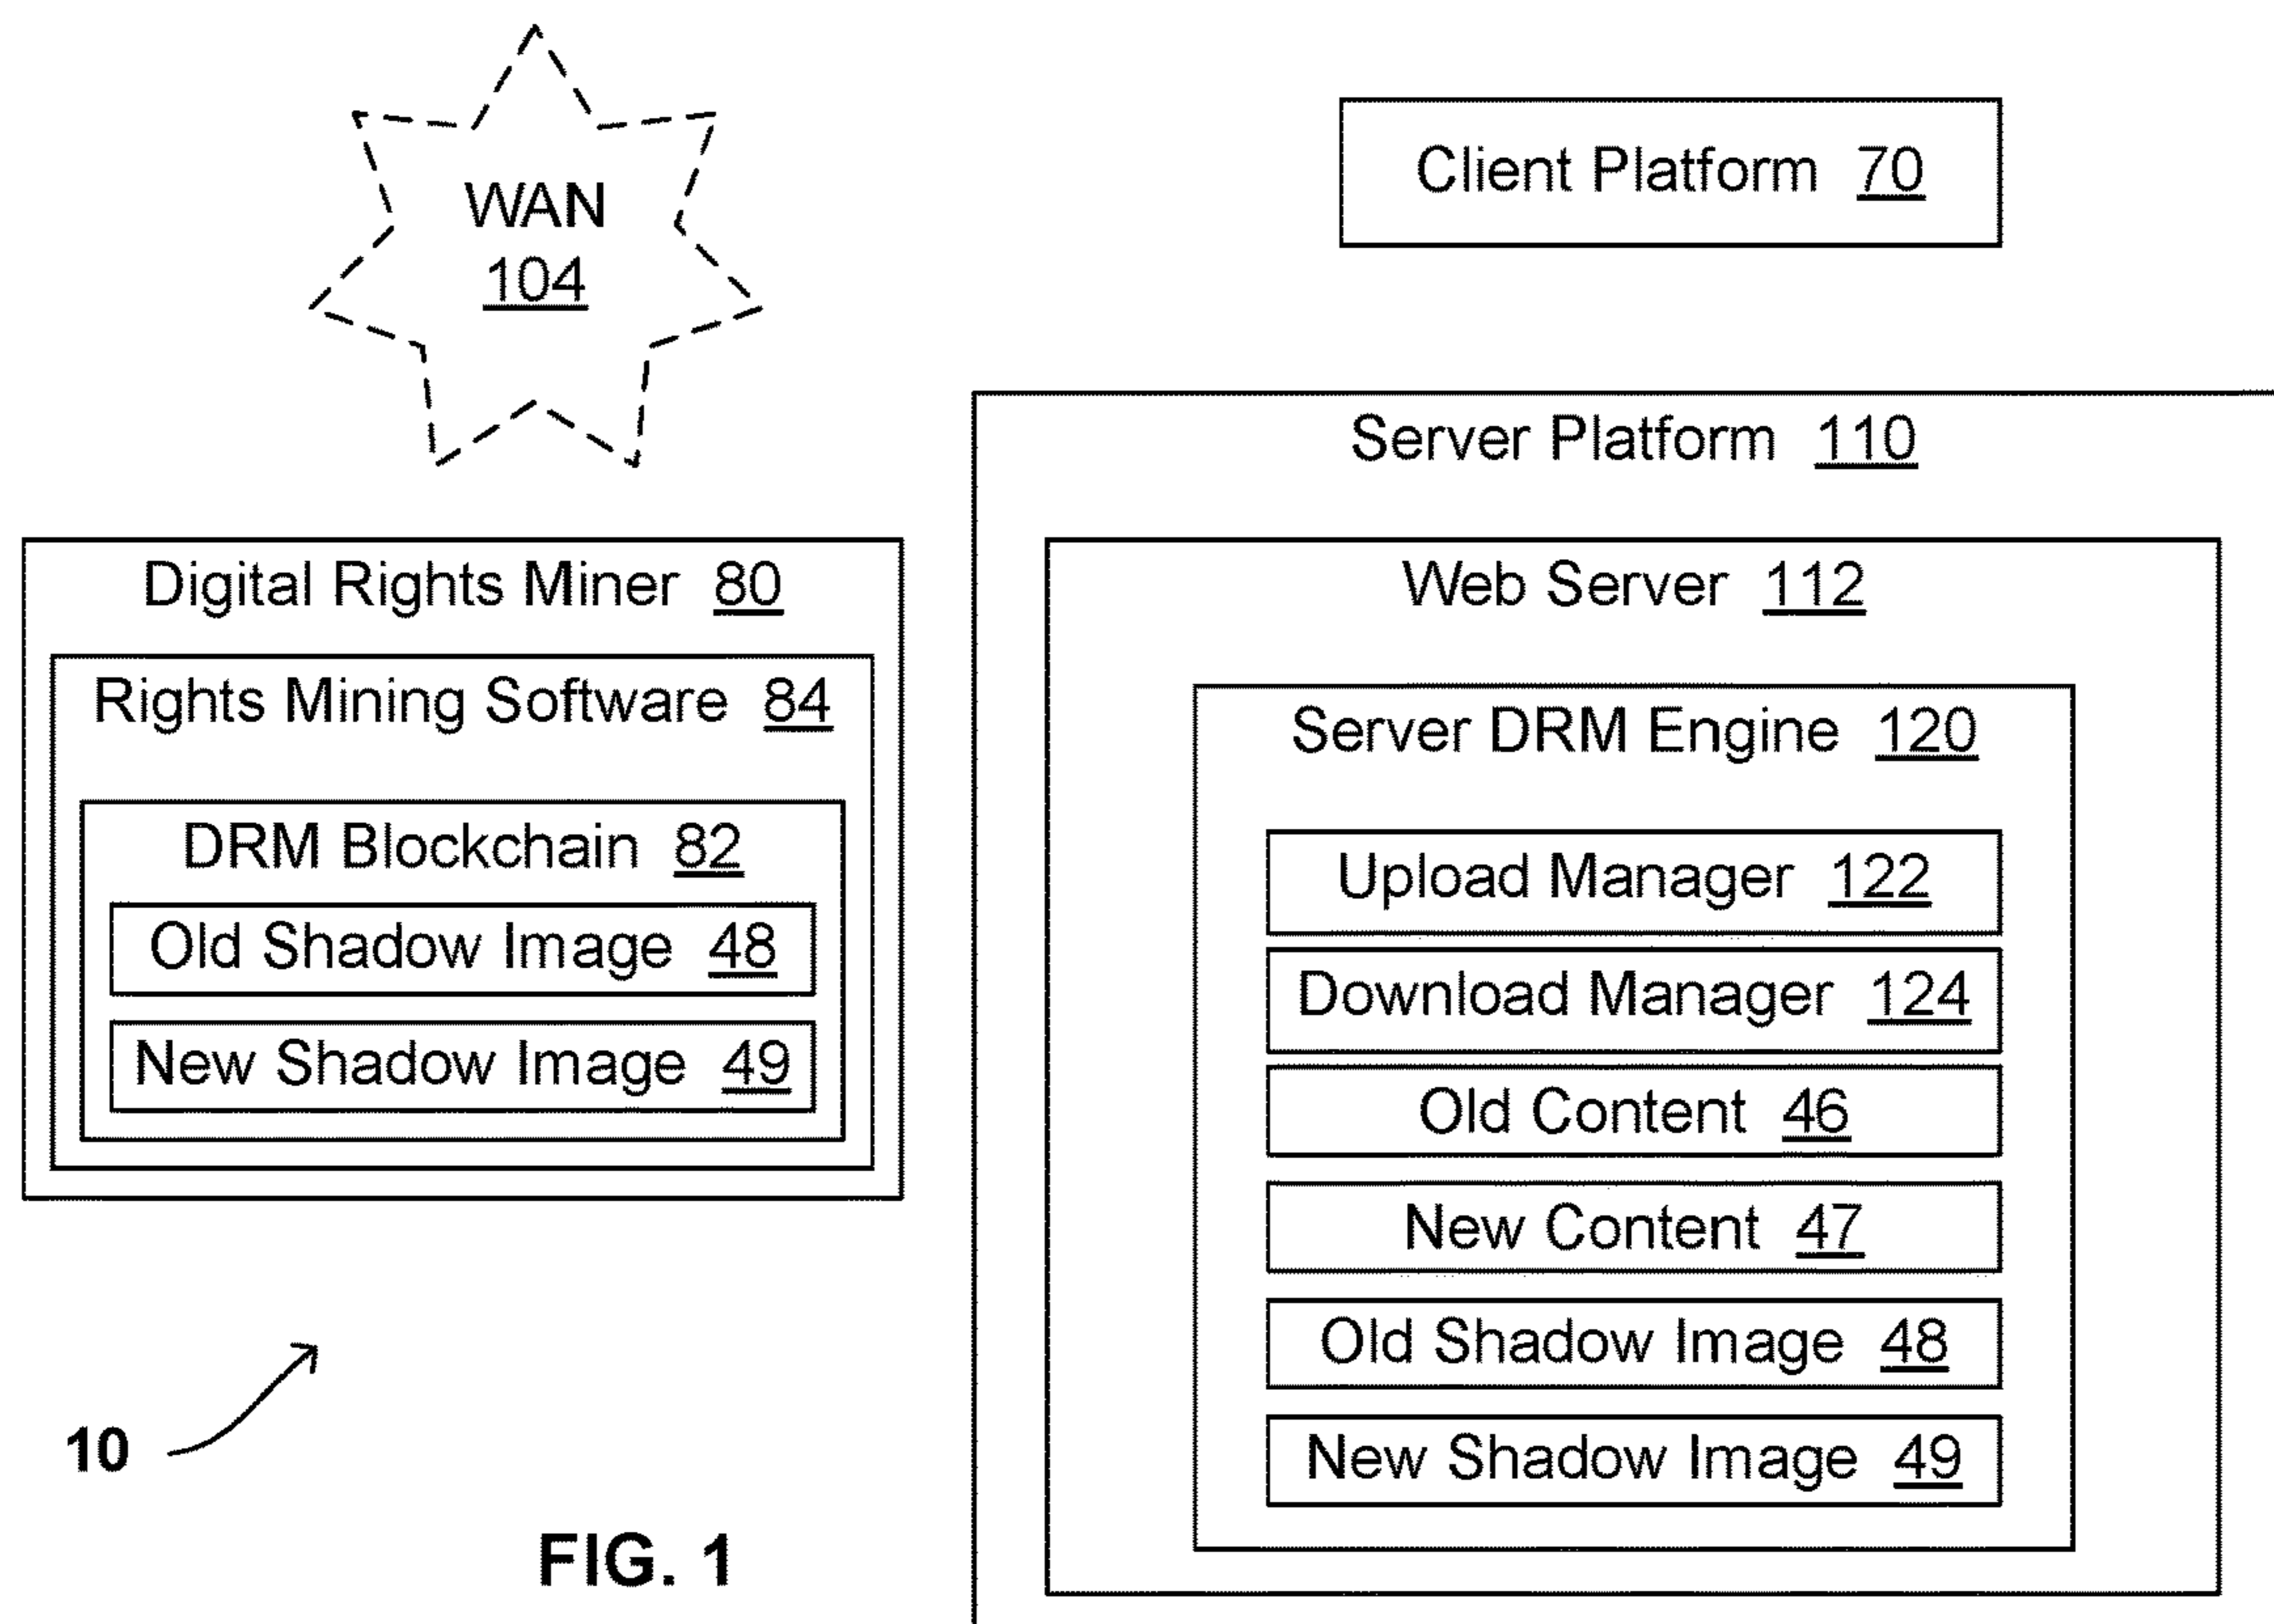 WAN
104
Client Platform 70
Server Platform 110
Digital Rights Miner 80
Rights Mining Software 84
DRM Blockchain 82
Old Shadow Image 48
New Shadow Image 49
Web Server 112
Server DRM Engine 120
Upload Manager 122
Download Manager 124
Old Content 46
New Content 47
Old Shadow Image 48
New Shadow Image 49
10
FIG. 1